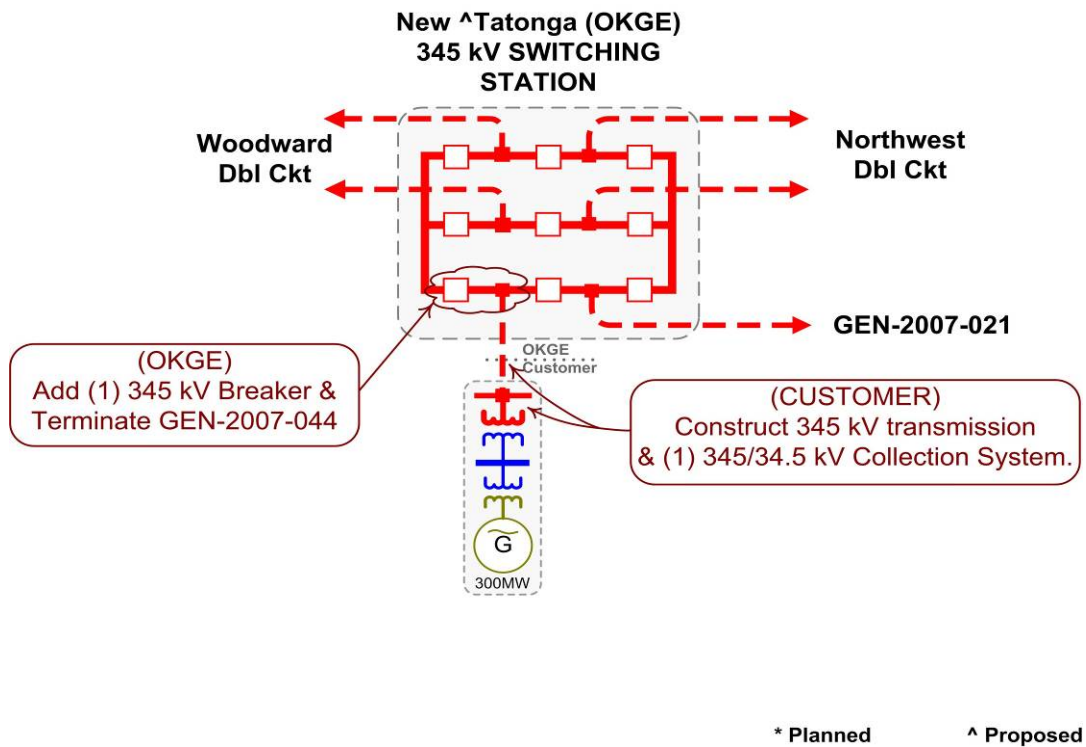 New ^Tatonga (OKGE)
345 kV SWITCHING
STATION
Woodward
Dbl Ckt
Northwest
Dbl Ckt
GEN-2007-021
OKGE
Customer
(OKGE)
Add (1) 345 kV Breaker &
Terminate GEN-2007-044
(CUSTOMER)
Construct 345 kV transmission
& (1) 345/34.5 kV Collection System.
G
300MW
* Planned ^ Proposed